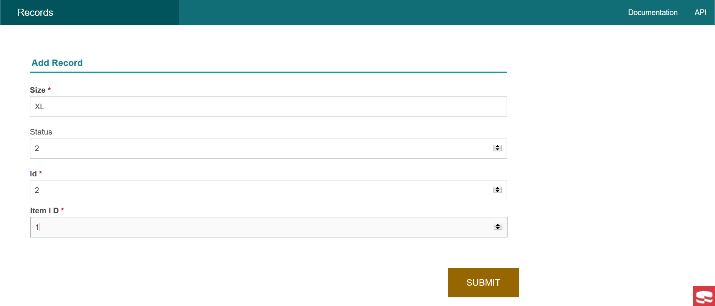 Records
Documentation API
Add Record
Size *
XL
Status
2
Id *
2
Item I D *
1
SUBMIT